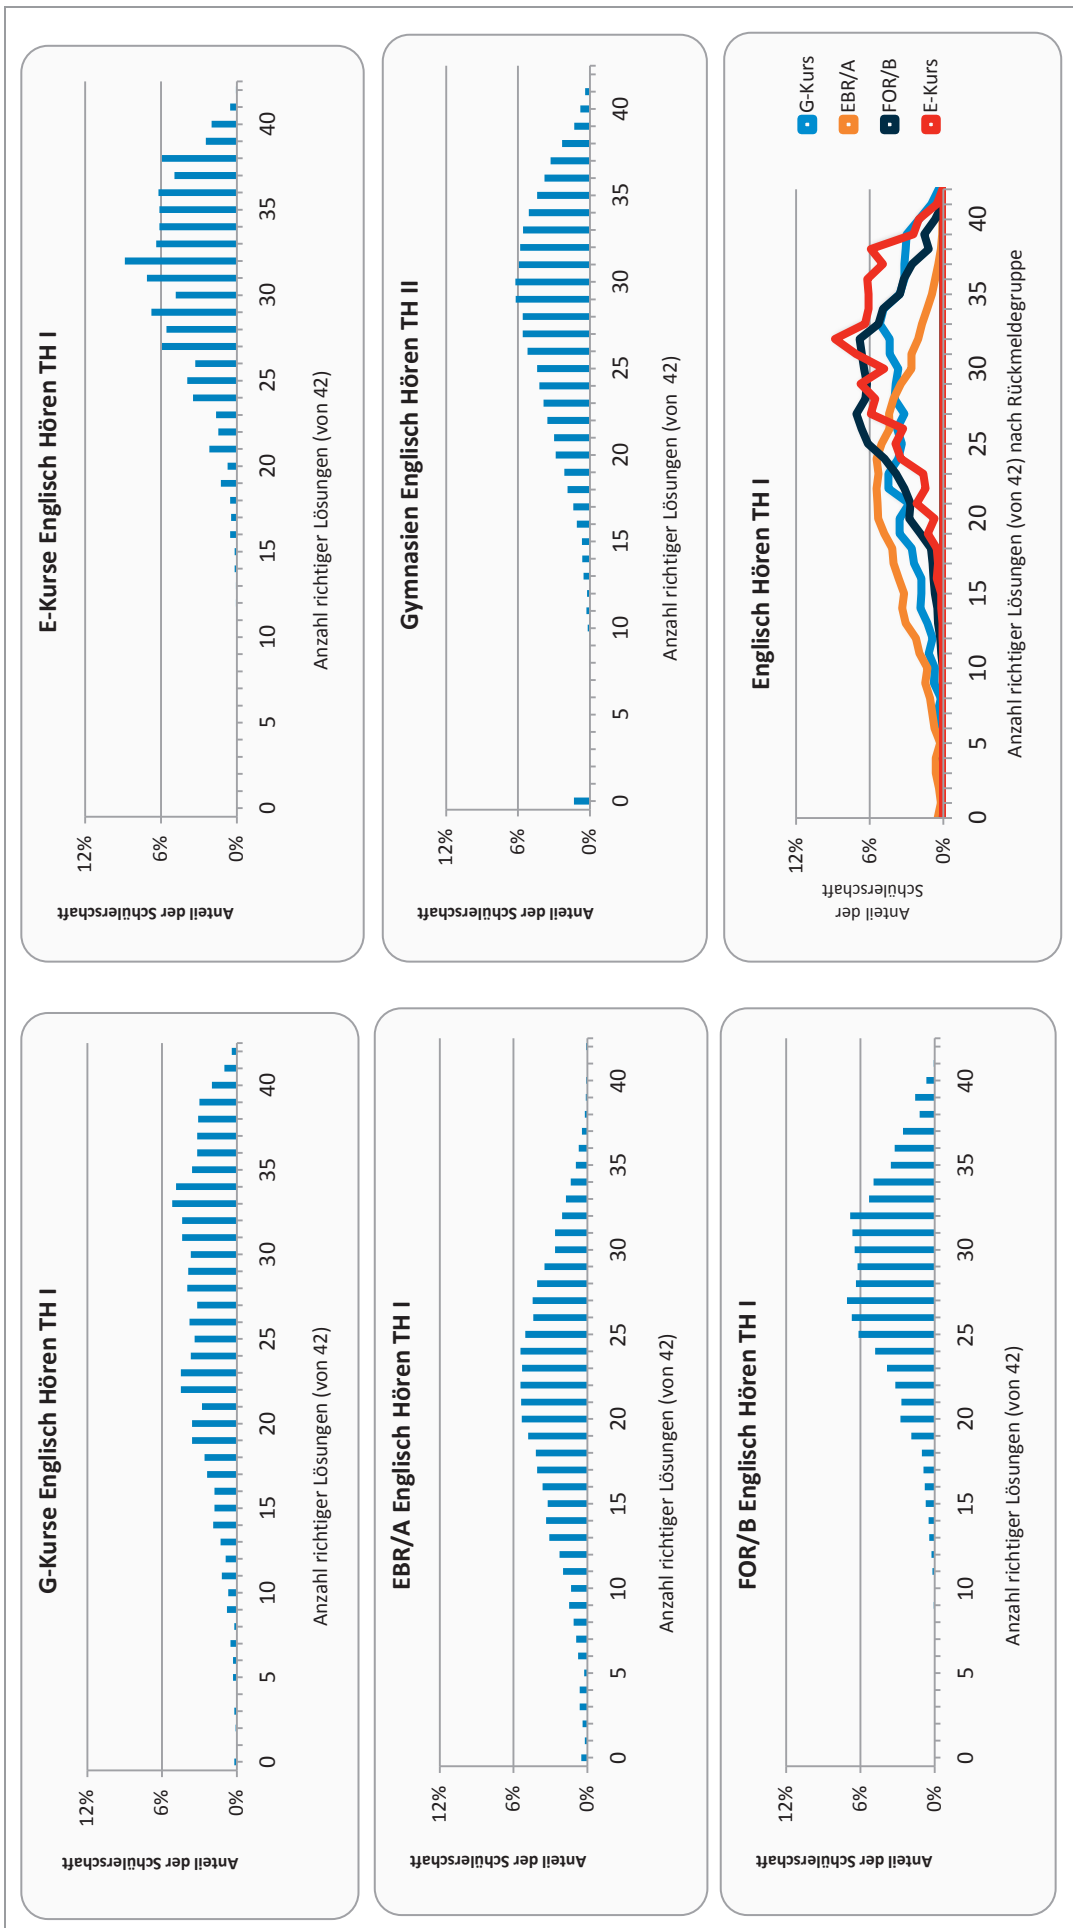 G-Kurse Englisch Hören TH I
Anteil der Schülerschaft
12%
6%
0%
0 5 10 15 20 25 30 35 40
Anzahl richtiger Lösungen (von 42)
E-Kurse Englisch Hören TH I
Anteil der Schülerschaft
12%
6%
0%
0 5 10 15 20 25 30 35 40
Anzahl richtiger Lösungen (von 42)
EBR/A Englisch Hören TH I
Anteil der Schülerschaft
12%
6%
0%
0 5 10 15 20 25 30 35 40
Anzahl richtiger Lösungen (von 42)
Gymnasien Englisch Hören TH II
Anteil der Schülerschaft
12%
6%
0%
0 5 10 15 20 25 30 35 40
Anzahl richtiger Lösungen (von 42)
FOR/B Englisch Hören TH I
Anteil der Schülerschaft
12%
6%
0%
0 5 10 15 20 25 30 35 40
Anzahl richtiger Lösungen (von 42)
Englisch Hören TH I
Anteil der
Schülerschaft
12%
6%
0%
0 5 10 15 20 25 30 35 40
Anzahl richtiger Lösungen (von 42) nach Rückmeldegruppe
G-Kurs
EBR/A
FOR/B
E-Kurs